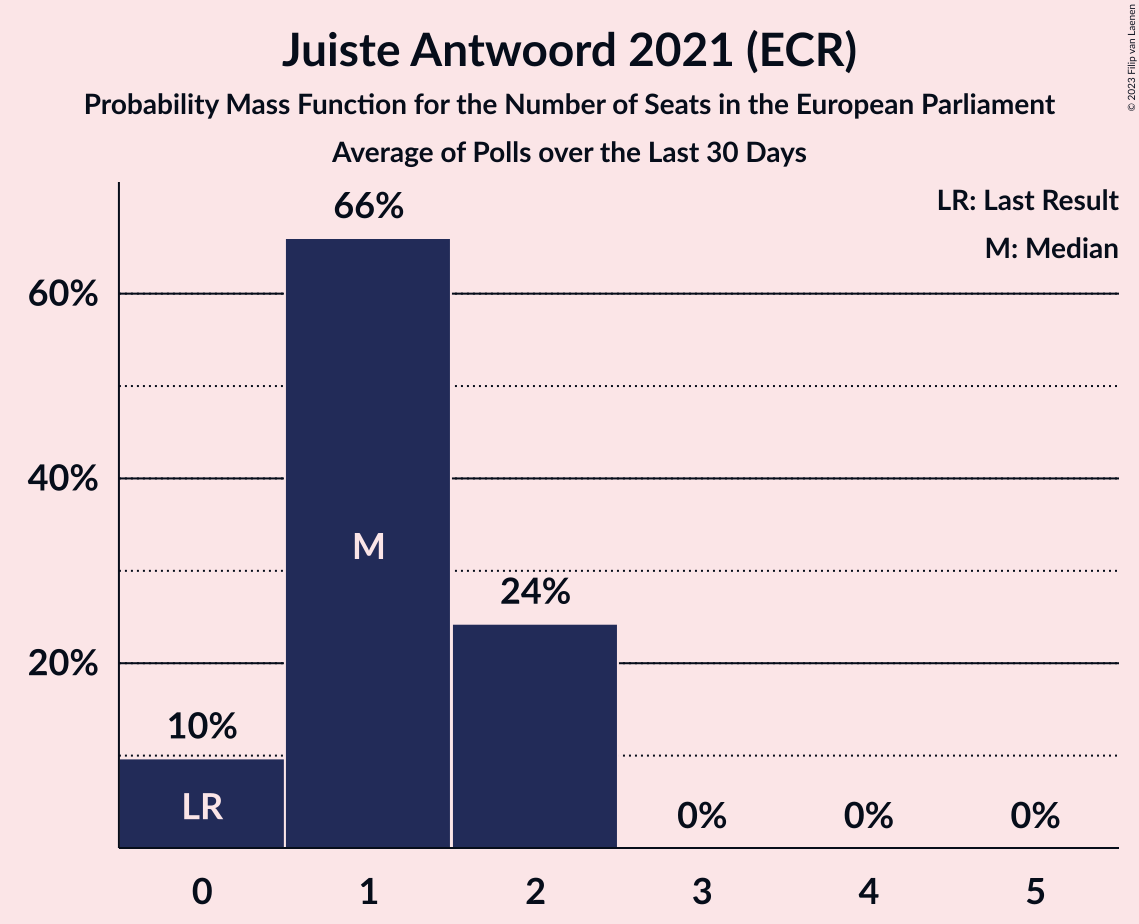 Juiste Antwoord 2021 (ECR)
Probability Mass Function for the Number of Seats in the European Parliament
Average of Polls over the Last 30 Days
© 2023 Filip van Laenen
LR: Last Result
M: Median
66%
60%
40%
M
24%
20%
10%
LR
0% 0% 0%
0 1 2 3 4 5